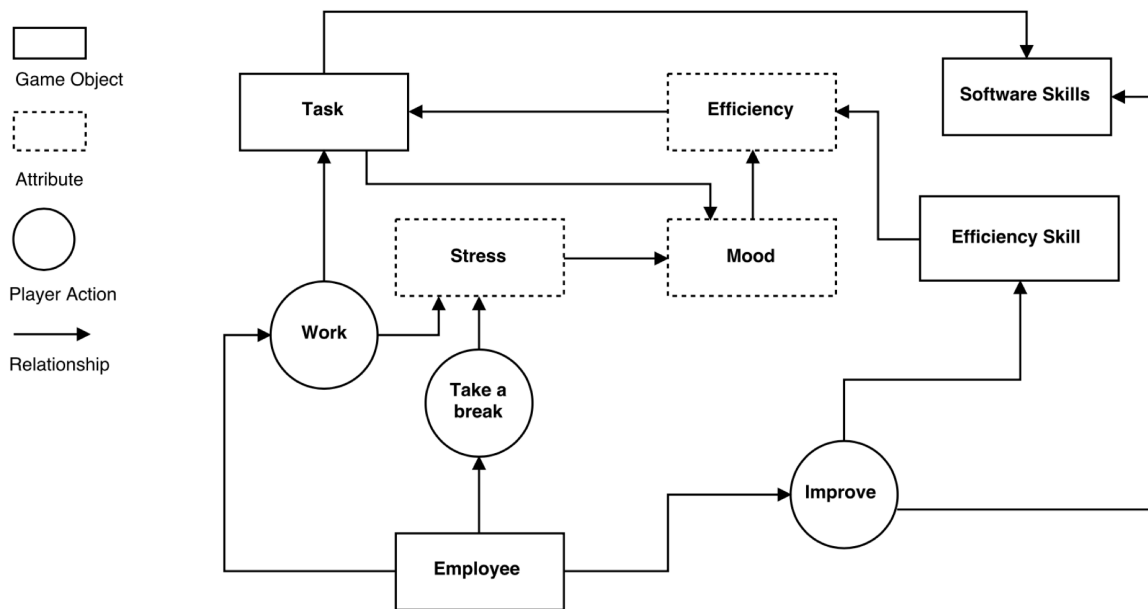 Game Object
Attribute
Player Action
Relationship
Task
Efficiency
Software Skills
Stress
Mood
Efficiency Skill
Work
Take a
break
Improve
Employee